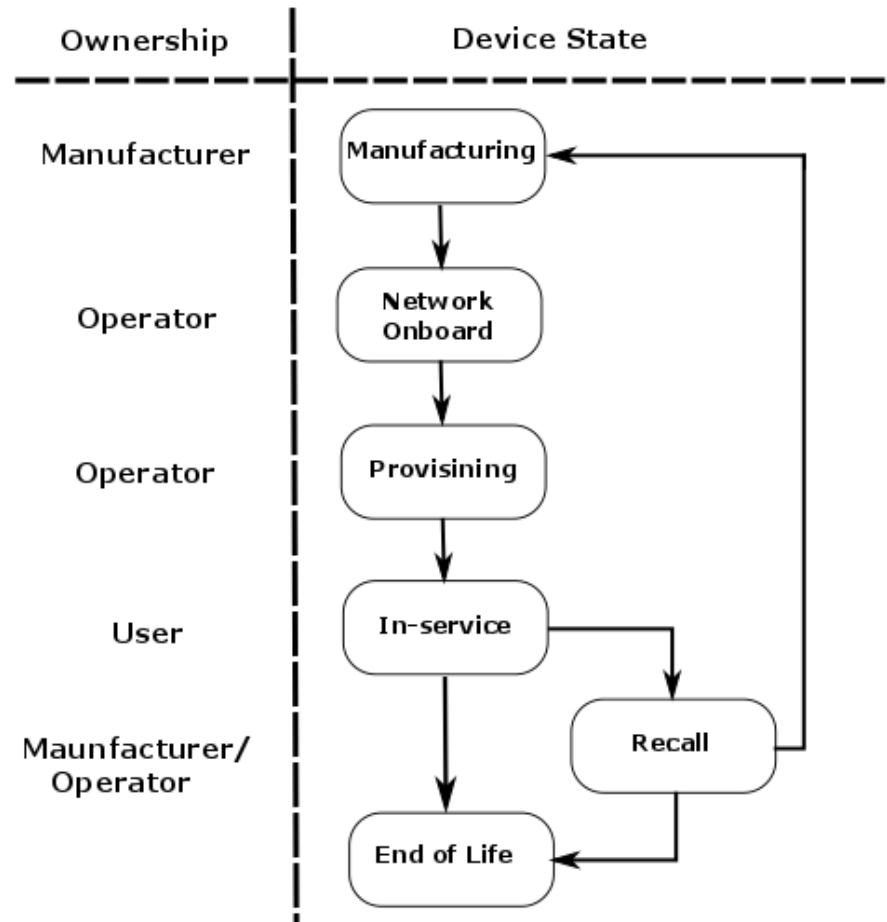 Ownership
Device State
Manufacturer
Manufacturing
Operator
Network
Onboard
Operator
Provisining
User
In-service
Maunfacturer/
Operator
Recall
End of Life